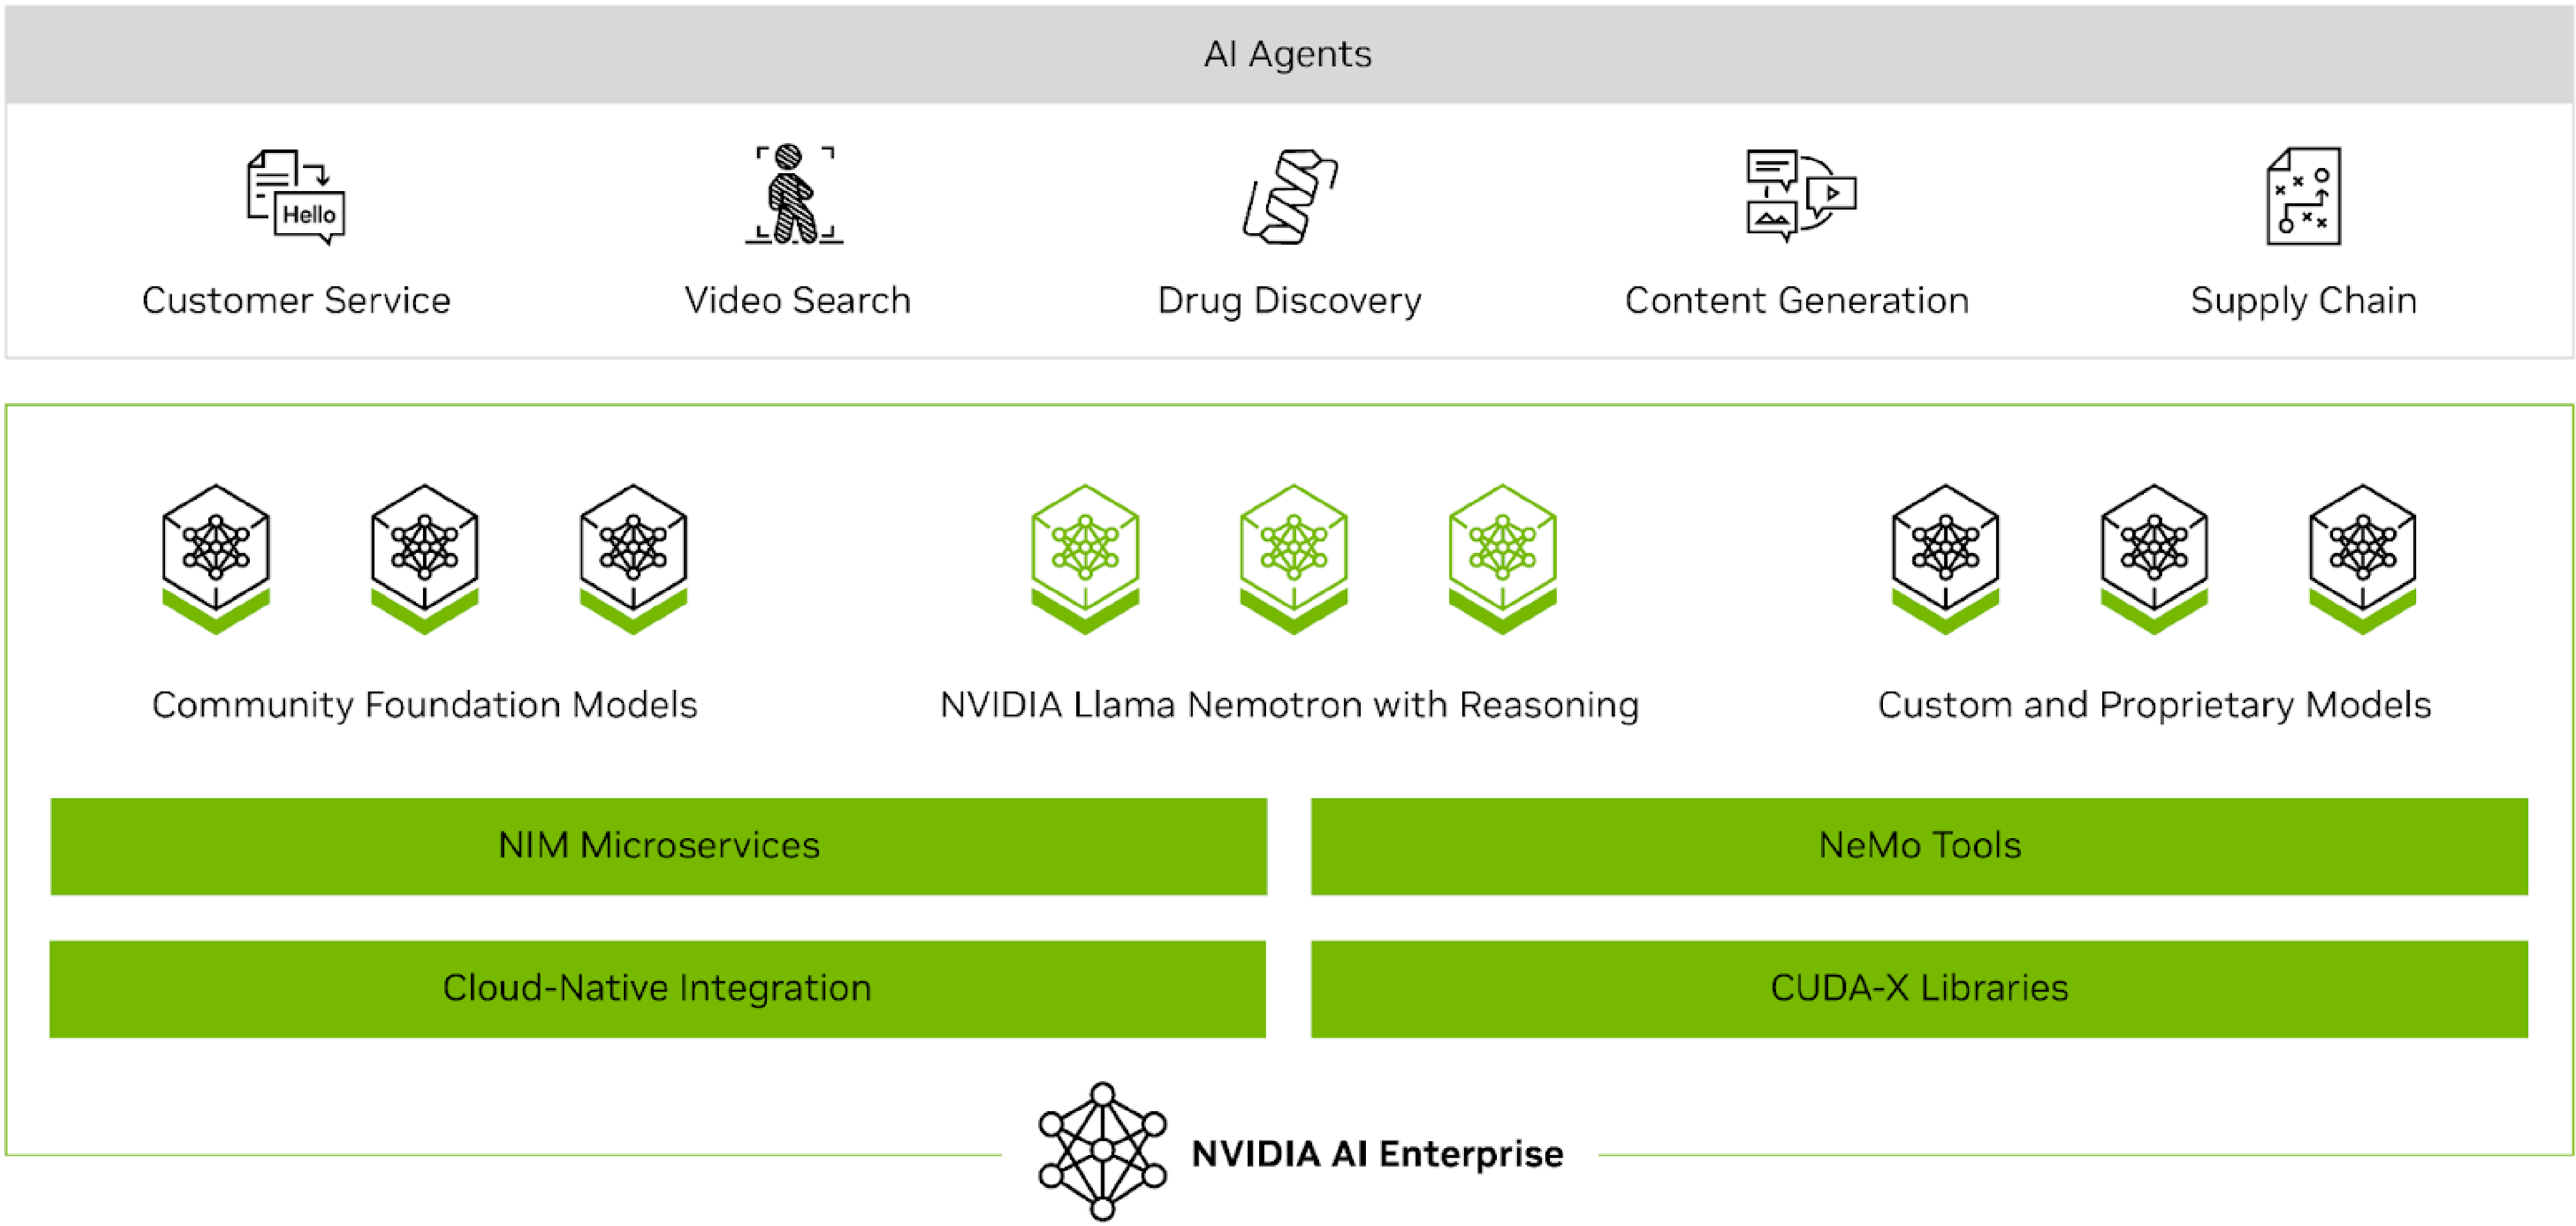 AI Agents
Hello
Customer Service
Video Search
Drug Discovery
Content Generation
Supply Chain
Community Foundation Models
NVIDIA Llama Nemotron with Reasoning
Custom and Proprietary Models
NIM Microservices
NeMo Tools
Cloud-Native Integration
CUDA-X Libraries
NVIDIA AI Enterprise